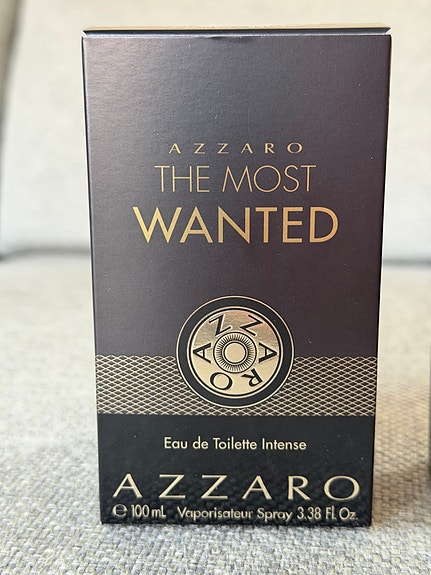 AZZARO
THE MOST
WANTED
AZZARO
Eau de Toilette Intense
AZZARO
℮ 100 mL Vaporisateur Spray 3.38 Fl. Oz.